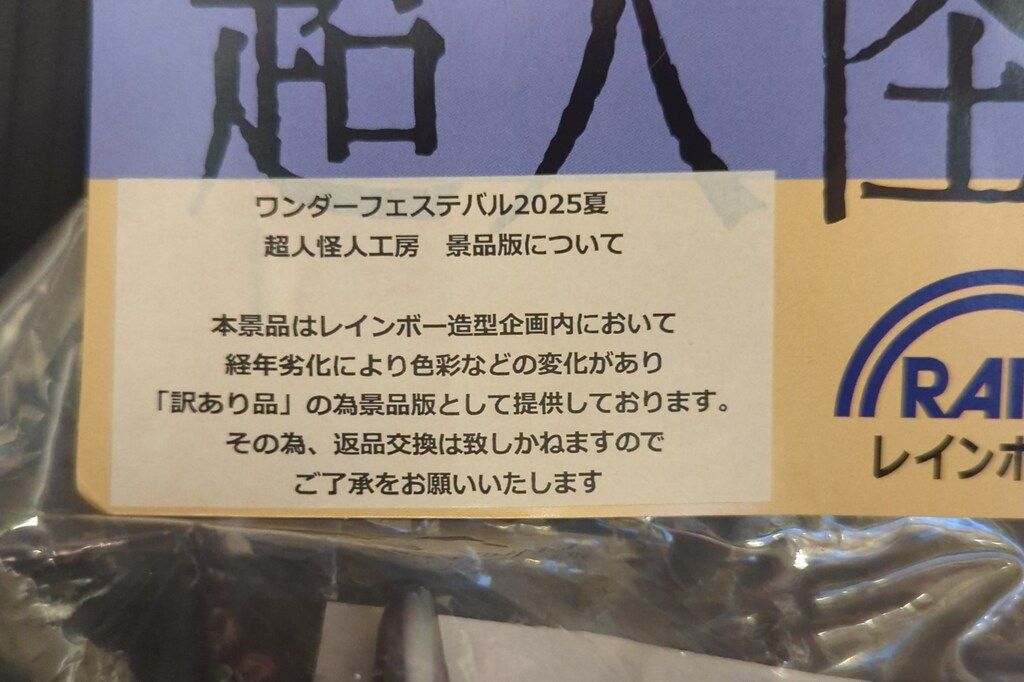 超人怪
ワンダーフェステバル2025夏
超人怪人工房　景品版について
本景品はレインボー造型企画内において
経年劣化により色彩などの変化があり
「訳あり品」の為景品版として提供しております。
その為、返品交換は致しかねますので
ご了承をお願いいたします
RAI
レインボ